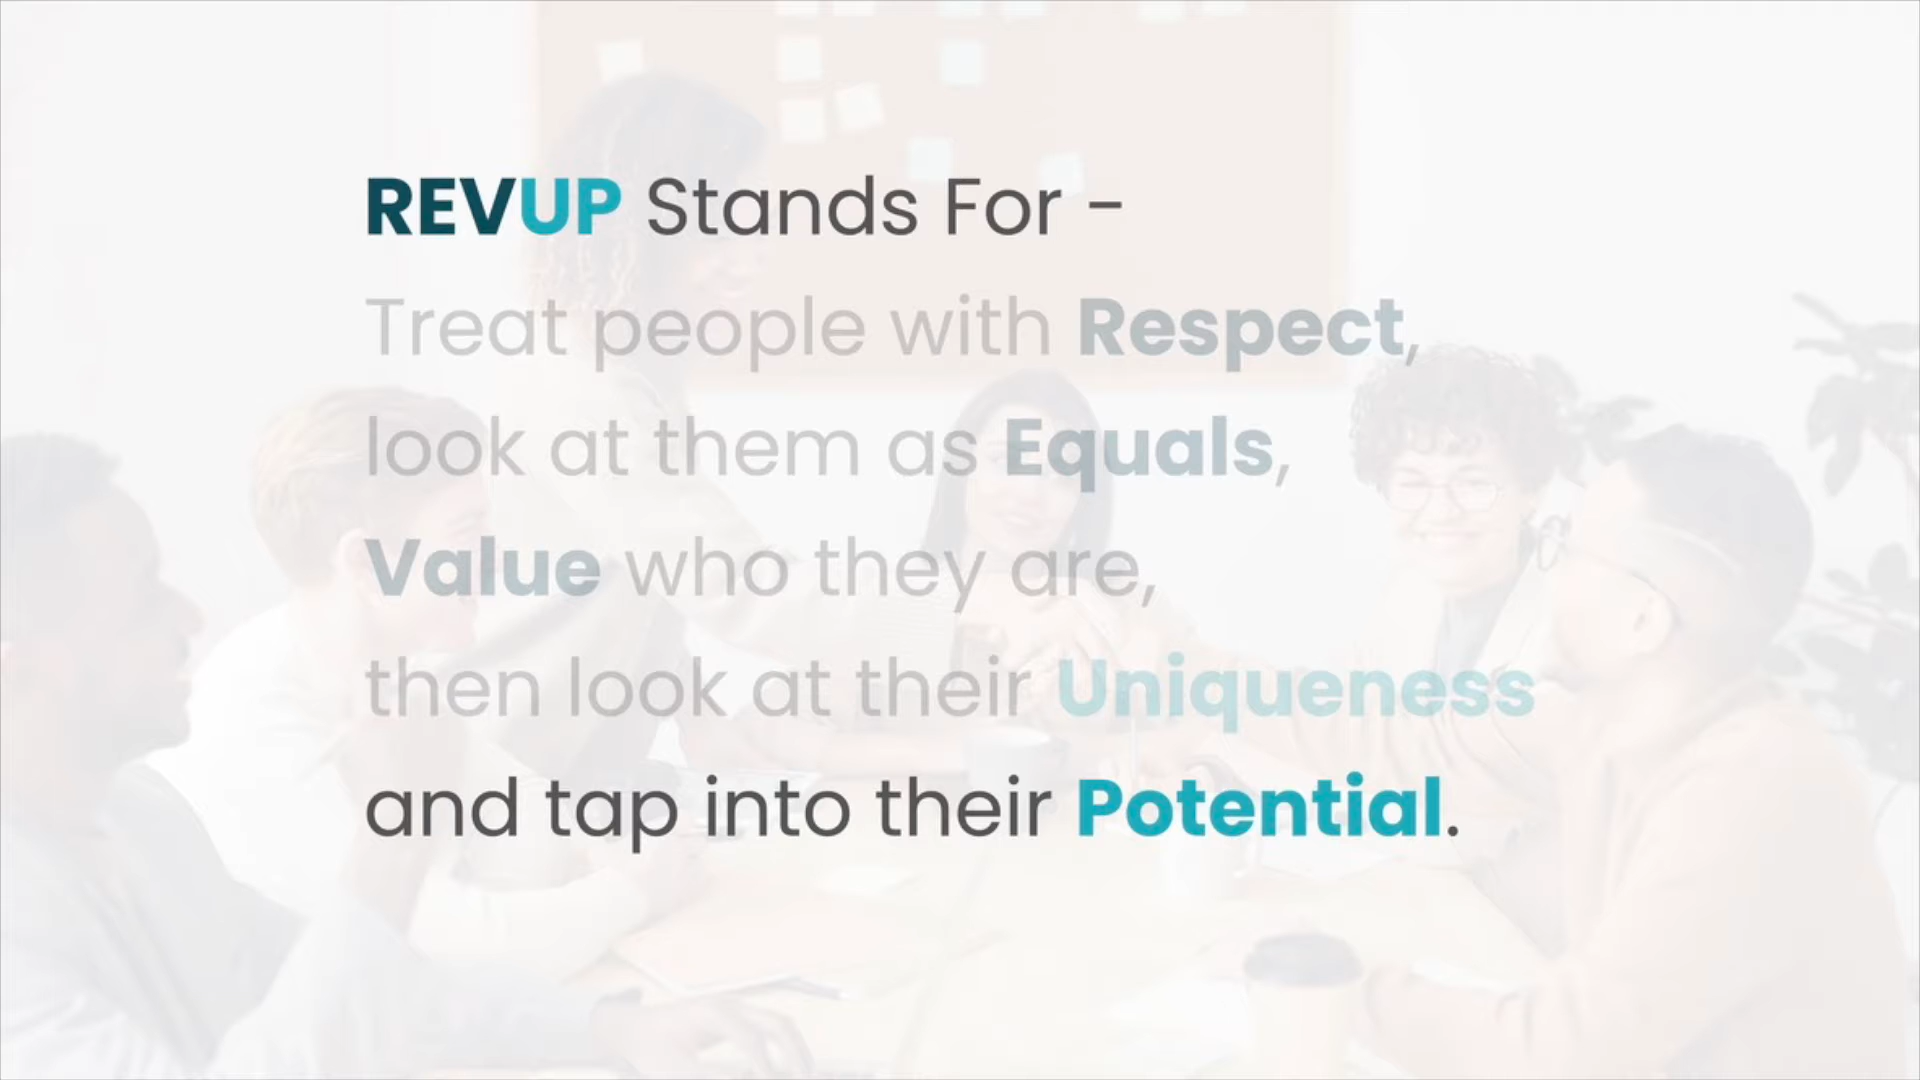 REVUP Stands For -
Treat people with Respect,
look at them as Equals,
Value who they are,
then look at their Uniqueness
and tap into their Potential.